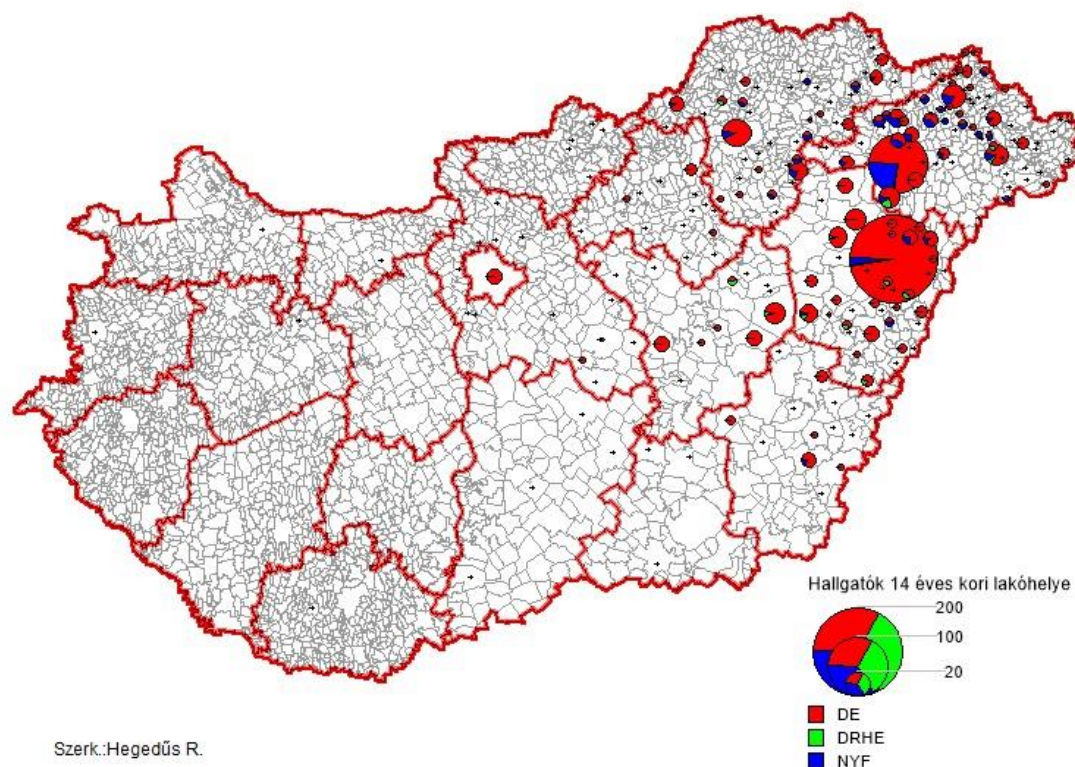 Hallgatók 14 éves kori lakóhelye
200
100
20
DE
DRHE
NYF
Szerk.:Hegedűs R.